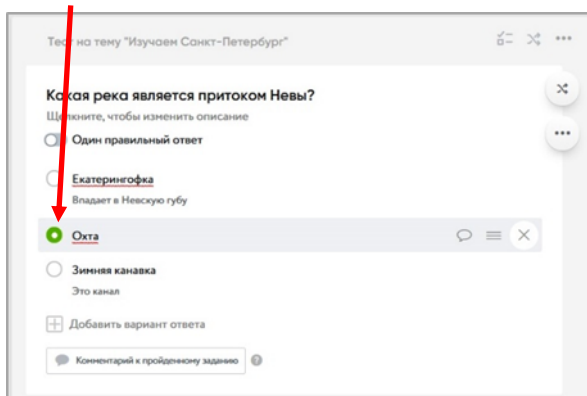 Тест на тему "Изучаем Санкт-Петербург"
Какая река является притоком Невы?
Щелкните, чтобы изменить описание
Один правильный ответ
Екатерингофка
Впадает в Невскую губу
Охта
Зимняя канавка
Это канал
Добавить вариант ответа
Комментарий к пройденному заданию ?